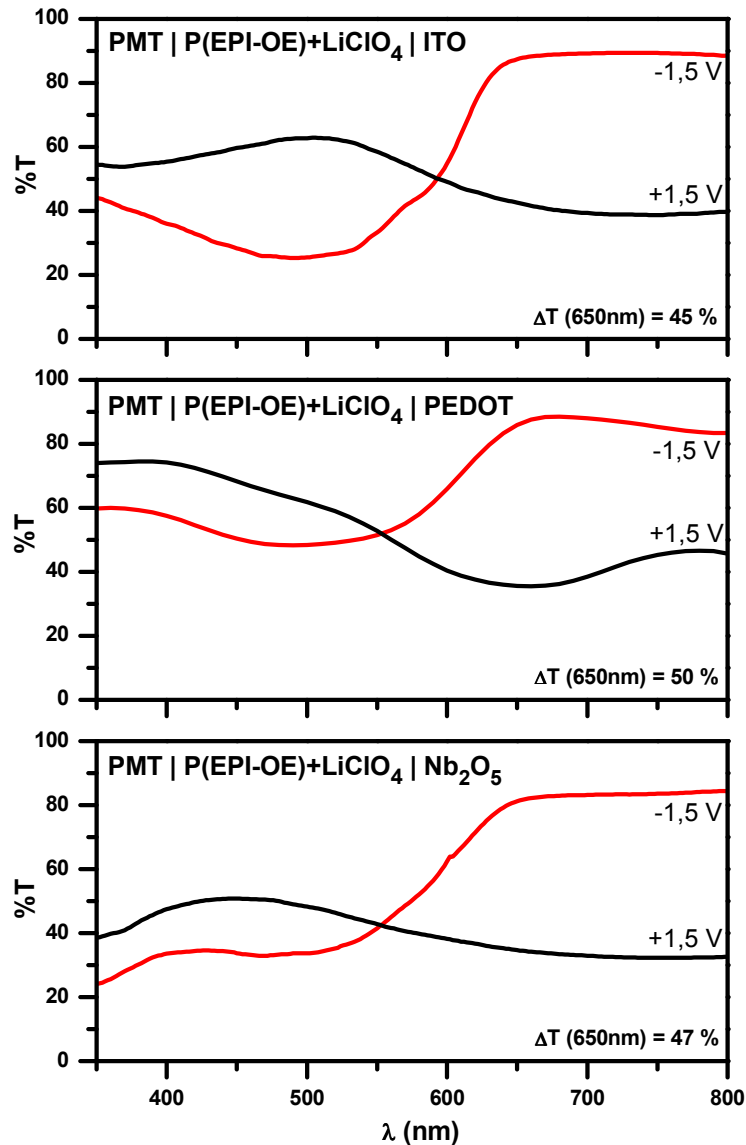 100
PMT | P(EPI-OE)+LiClO₄ | ITO
-1,5 V
80
60
%T
+1,5 V
40
20
ΔT (650nm) = 45 %
0
100
PMT | P(EPI-OE)+LiClO₄ | PEDOT
80
-1,5 V
60
%T
+1,5 V
40
20
ΔT (650nm) = 50 %
0
100
PMT | P(EPI-OE)+LiClO₄ | Nb₂O₅
80
-1,5 V
60
%T
40
+1,5 V
20
ΔT (650nm) = 47 %
0
400 500 600 700 800
λ (nm)